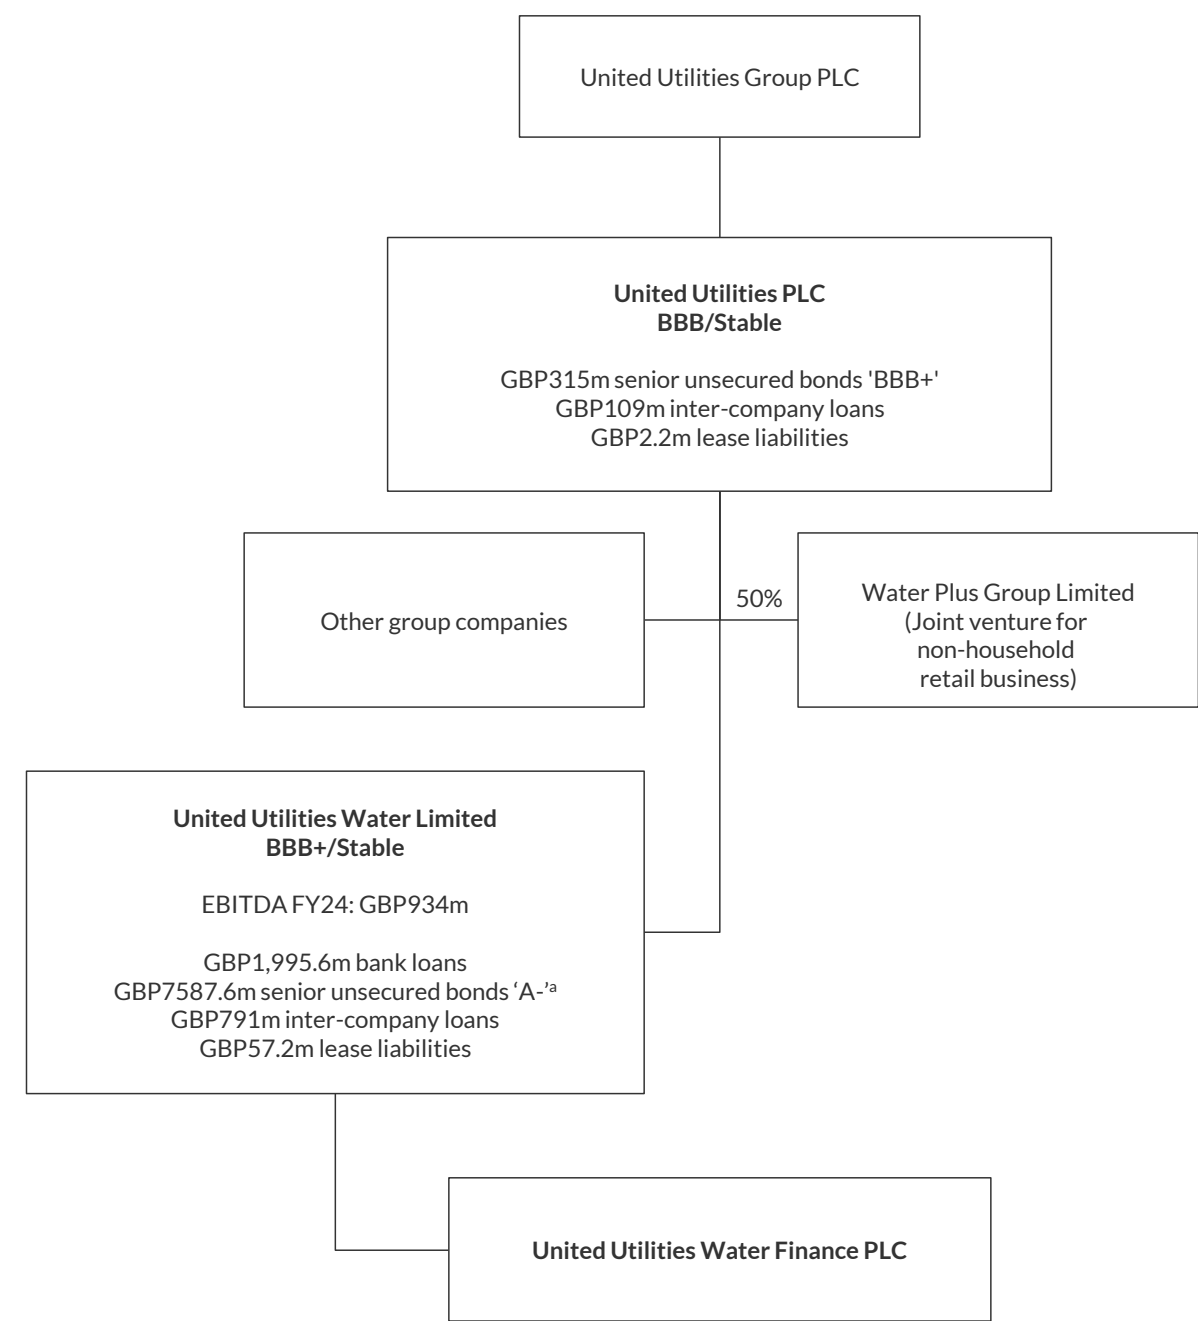 United Utilities Group PLC
United Utilities PLC
BBB/Stable
GBP315m senior unsecured bonds 'BBB+'
GBP109m inter-company loans
GBP2.2m lease liabilities
Other group companies
50%
Water Plus Group Limited
(Joint venture for
non-household
retail business)
United Utilities Water Limited
BBB+/Stable
EBITDA FY24: GBP934m
GBP1,995.6m bank loans
GBP7587.6m senior unsecured bonds ‘A-’ᵃ
GBP791m inter-company loans
GBP57.2m lease liabilities
United Utilities Water Finance PLC